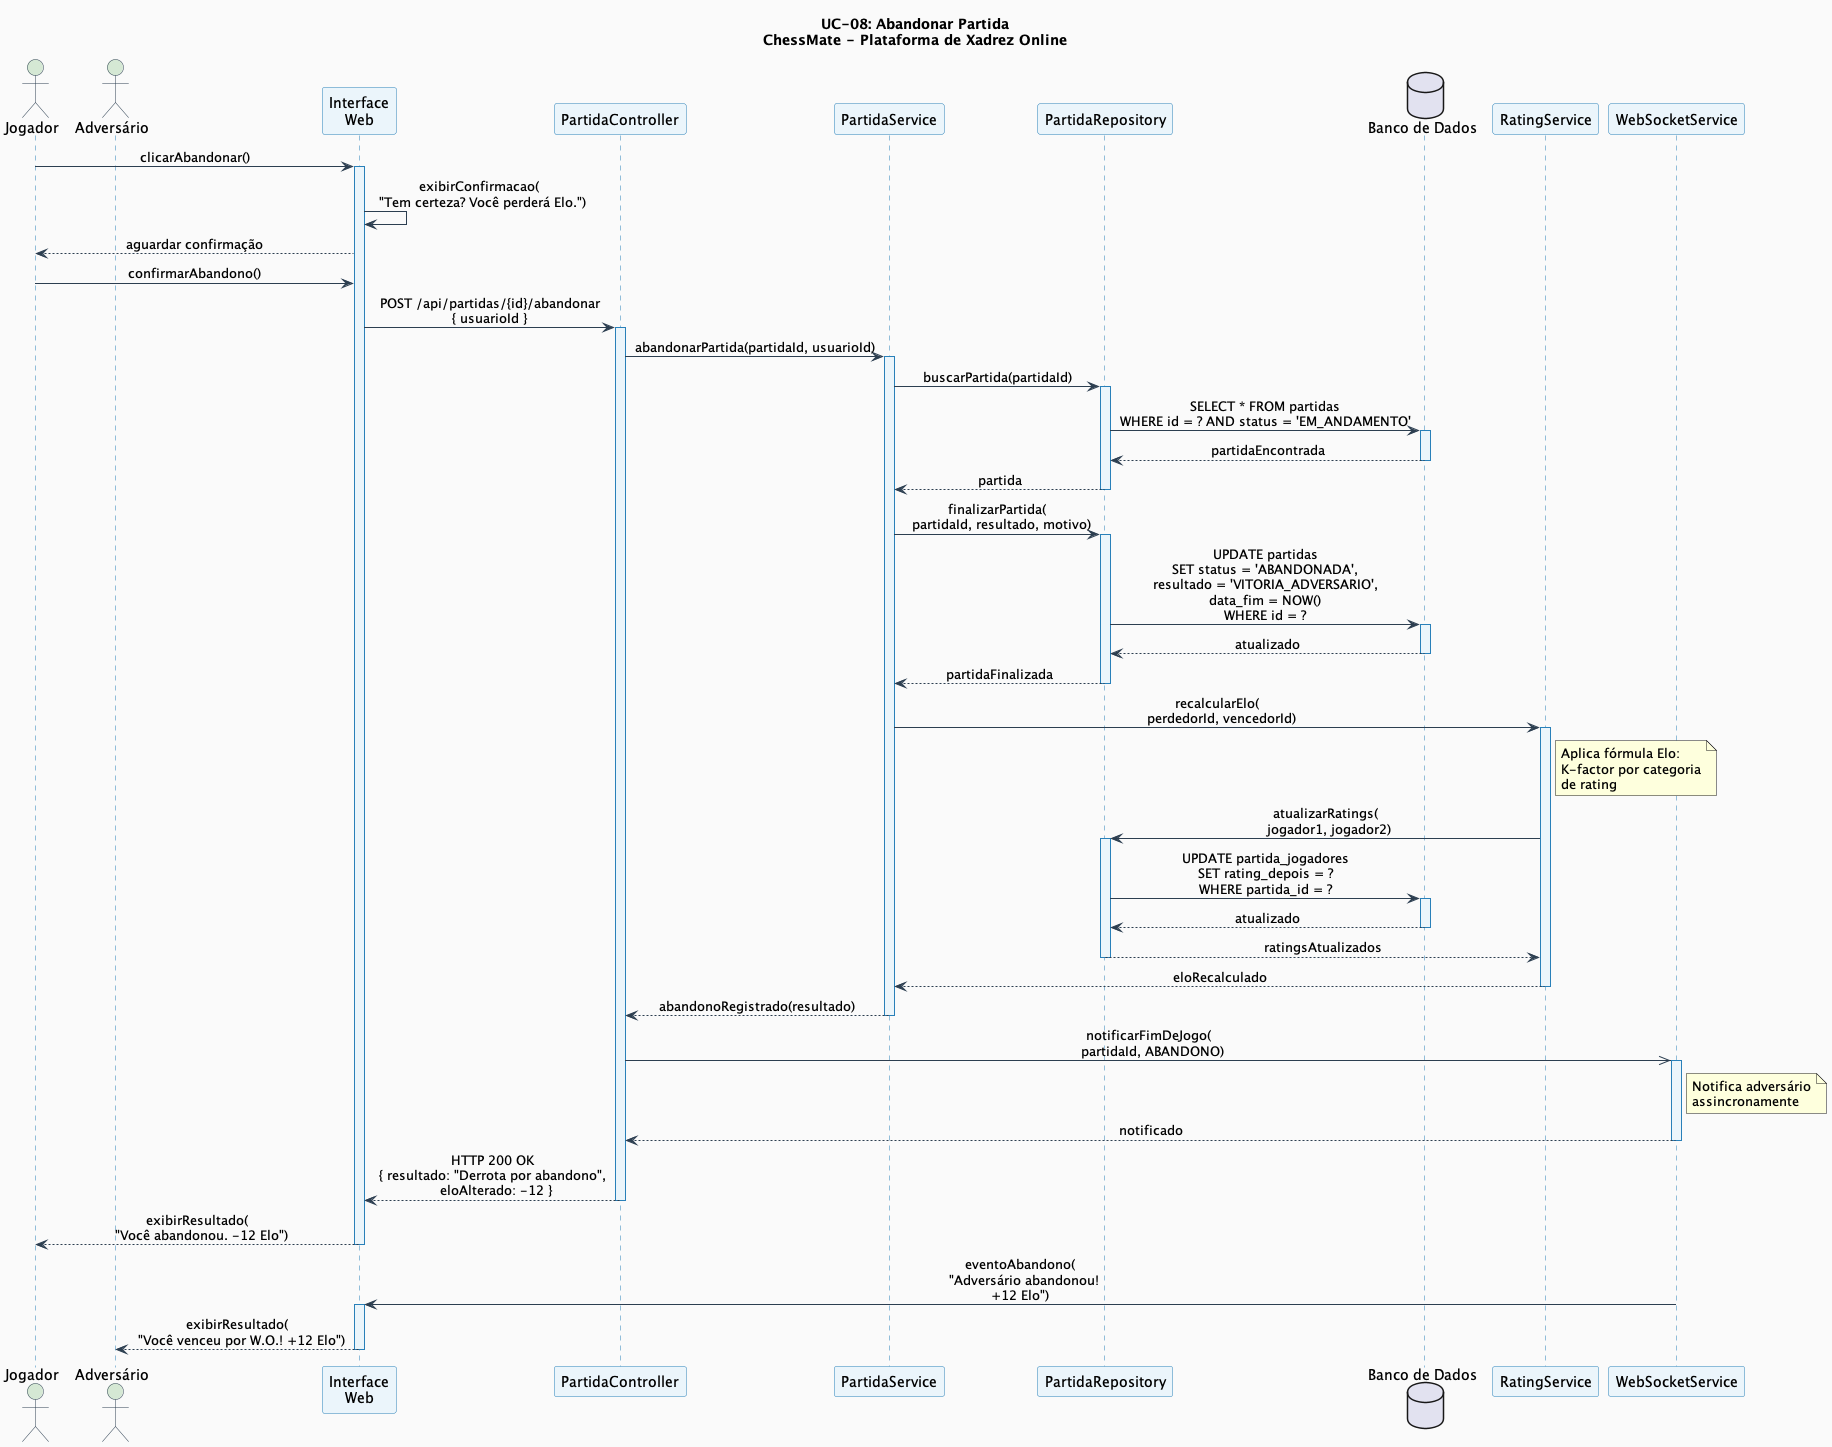 UC-08: Abandonar Partida
ChessMate - Plataforma de Xadrez Online
Jogador
Adversário
Interface
Web
PartidaController
PartidaService
PartidaRepository
Banco de Dados
RatingService
WebSocketService
clicarAbandonar()
exibirConfirmacao(
"Tem certeza? Você perderá Elo.")
aguardar confirmação
confirmarAbandono()
POST /api/partidas/{id}/abandonar
{ usuarioId }
abandonarPartida(partidaId, usuarioId)
buscarPartida(partidaId)
SELECT * FROM partidas
WHERE id = ? AND status = 'EM_ANDAMENTO'
partidaEncontrada
partida
finalizarPartida(
partidaId, resultado, motivo)
UPDATE partidas
SET status = 'ABANDONADA',
resultado = 'VITORIA_ADVERSARIO',
data_fim = NOW()
WHERE id = ?
atualizado
partidaFinalizada
recalcularElo(
perdedorId, vencedorId)
Aplica fórmula Elo:
K-factor por categoria
de rating
atualizarRatings(
jogador1, jogador2)
UPDATE partida_jogadores
SET rating_depois = ?
WHERE partida_id = ?
atualizado
ratingsAtualizados
eloRecalculado
abandonoRegistrado(resultado)
notificarFimDeJogo(
partidaId, ABANDONO)
Notifica adversário
assincronamente
notificado
HTTP 200 OK
{ resultado: "Derrota por abandono",
eloAlterado: -12 }
exibirResultado(
"Você abandonou. -12 Elo")
eventoAbandono(
"Adversário abandonou!
+12 Elo")
exibirResultado(
"Você venceu por W.O.! +12 Elo")
Jogador
Adversário
Interface
Web
PartidaController
PartidaService
PartidaRepository
Banco de Dados
RatingService
WebSocketService